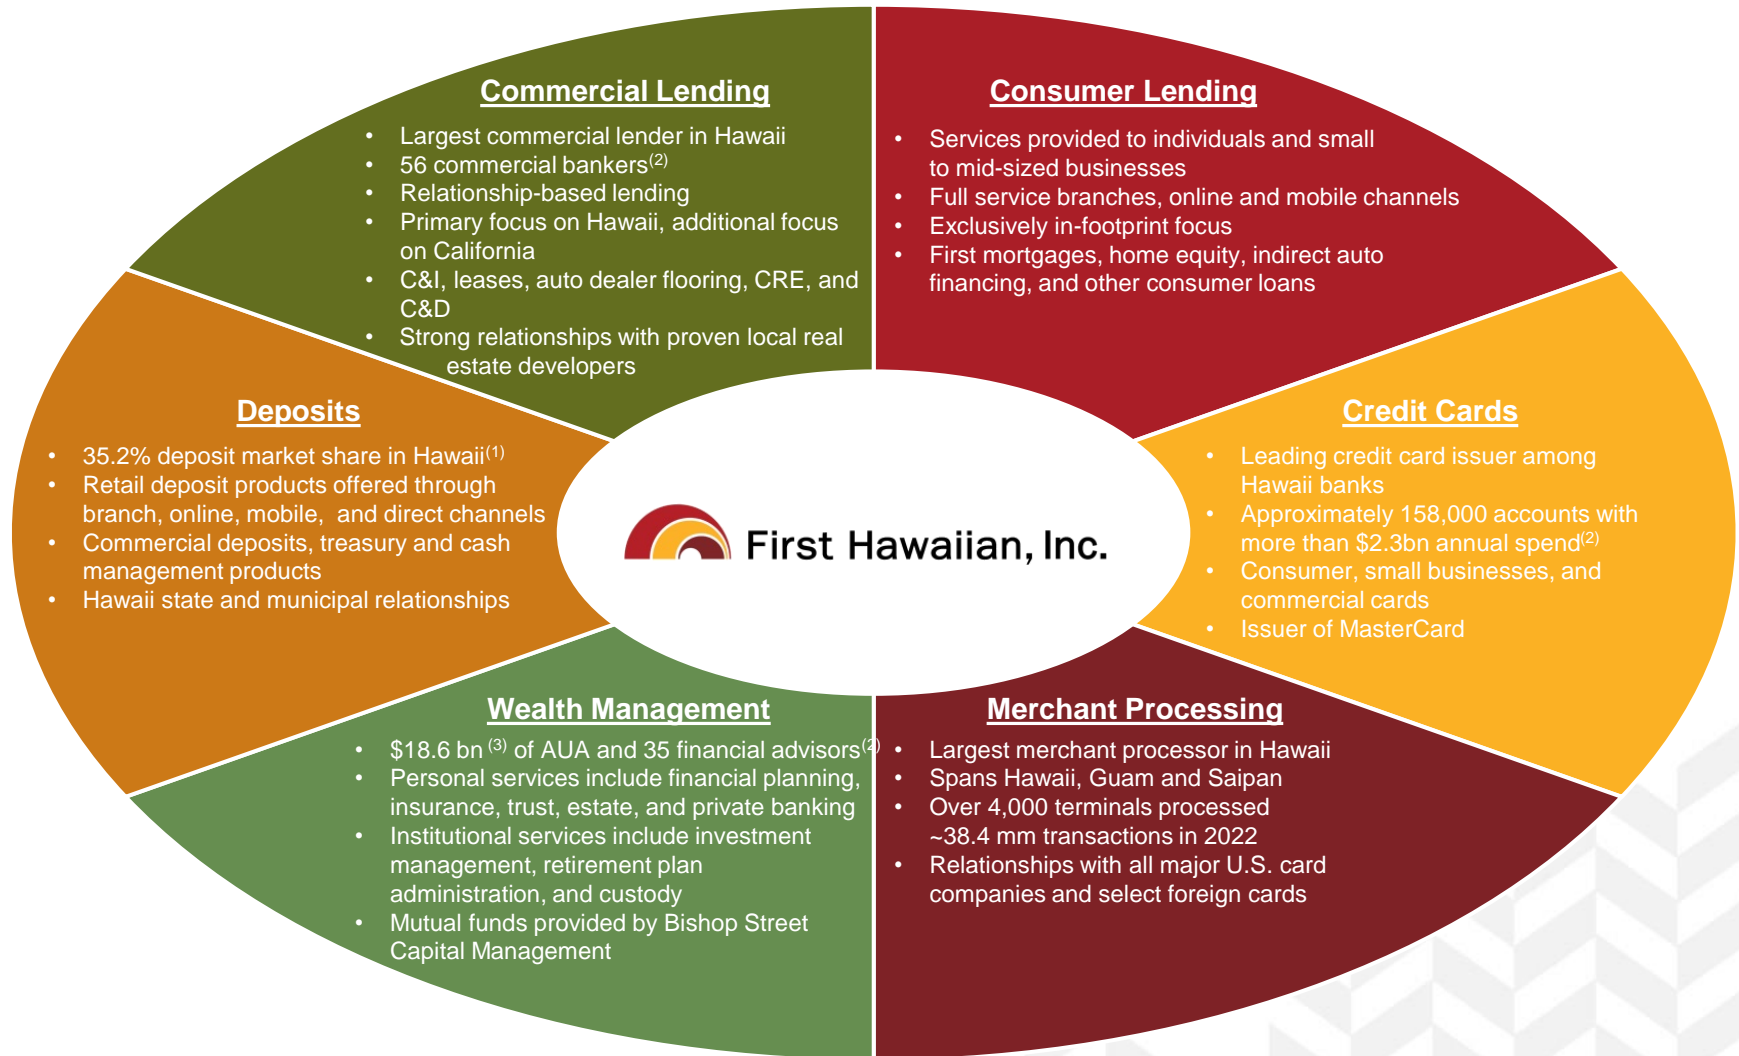 Commercial Lending
• Largest commercial lender in Hawaii
• 56 commercial bankers(2)
• Relationship-based lending
• Primary focus on Hawaii, additional focus
on California
• C&I, leases, auto dealer flooring, CRE, and
C&D
• Strong relationships with proven local real
estate developers
Consumer Lending
• Services provided to individuals and small
to mid-sized businesses
• Full service branches, online and mobile channels
• Exclusively in-footprint focus
• First mortgages, home equity, indirect auto
financing, and other consumer loans
Deposits
• 35.2% deposit market share in Hawaii(1)
• Retail deposit products offered through
branch, online, mobile, and direct channels
• Commercial deposits, treasury and cash
management products
• Hawaii state and municipal relationships
First Hawaiian, Inc.
Credit Cards
• Leading credit card issuer among
Hawaii banks
• Approximately 158,000 accounts with
more than $2.3bn annual spend(2)
• Consumer, small businesses, and
commercial cards
• Issuer of MasterCard
Wealth Management
• $18.6 bn (3) of AUA and 35 financial advisors(2)
• Personal services include financial planning,
insurance, trust, estate, and private banking
• Institutional services include investment
management, retirement plan
administration, and custody
• Mutual funds provided by Bishop Street
Capital Management
Merchant Processing
• Largest merchant processor in Hawaii
• Spans Hawaii, Guam and Saipan
• Over 4,000 terminals processed
~38.4 mm transactions in 2022
• Relationships with all major U.S. card
companies and select foreign cards